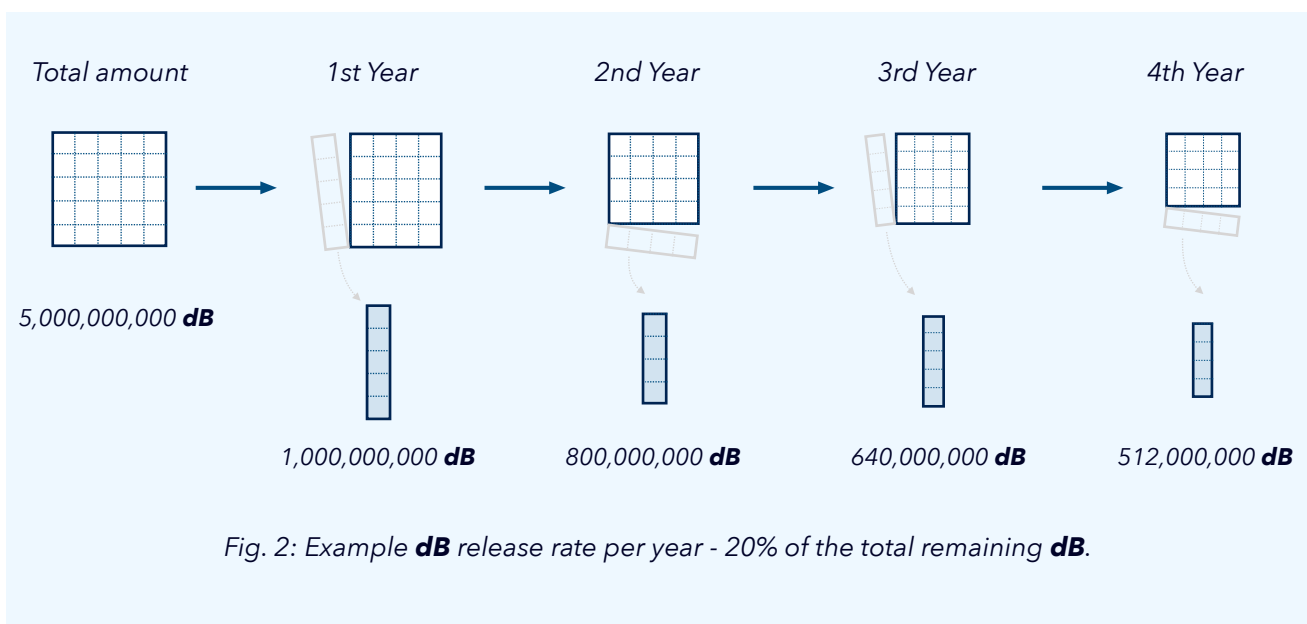 Total amount
1st Year
2nd Year
3rd Year
4th Year
5,000,000,000 dB
1,000,000,000 dB
800,000,000 dB
640,000,000 dB
512,000,000 dB
Fig. 2: Example dB release rate per year - 20% of the total remaining dB.